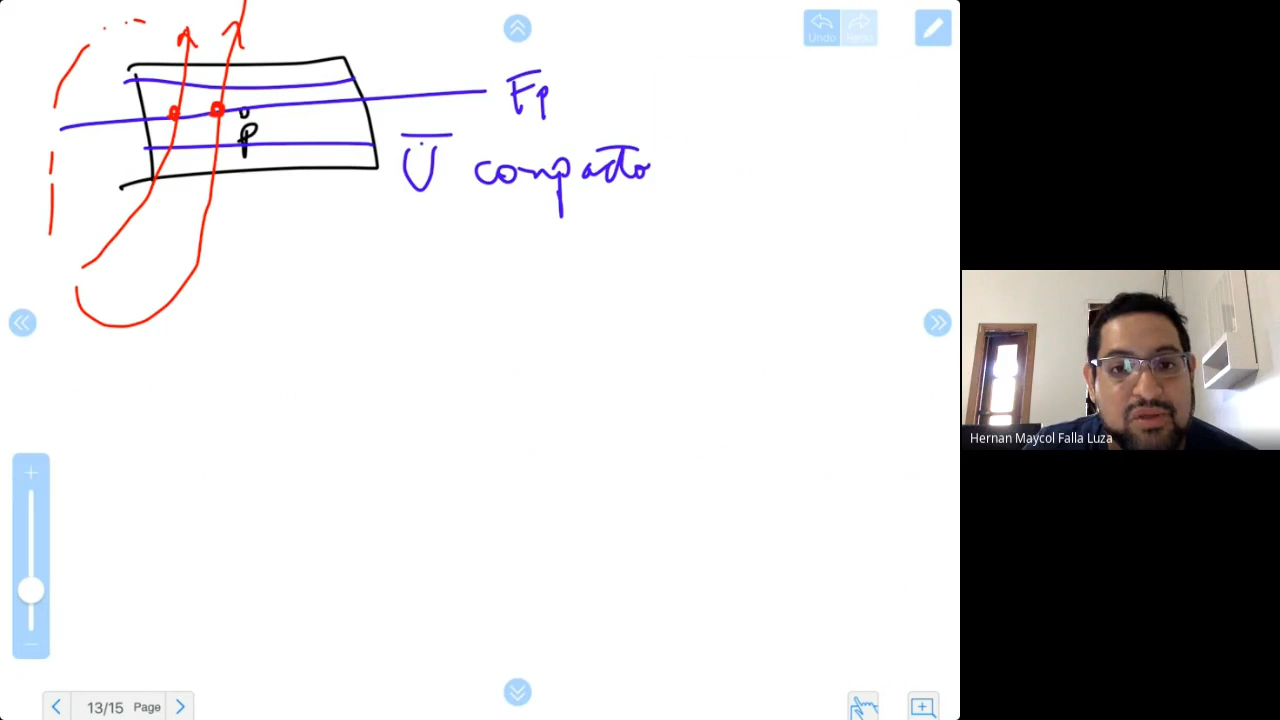 Undo
Redo
Fp
p
Ū compacto
Hernan Maycol Falla Luza
13/15 Page